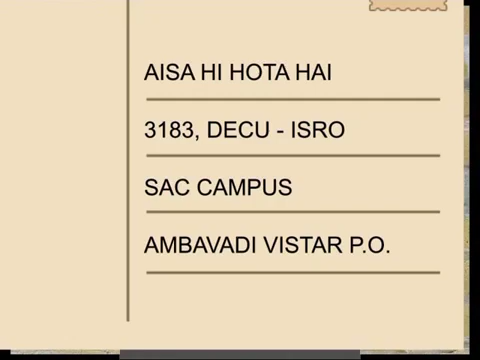 AISA HI HOTA HAI
3183, DECU - ISRO
SAC CAMPUS
AMBAVADI VISTAR P.O.